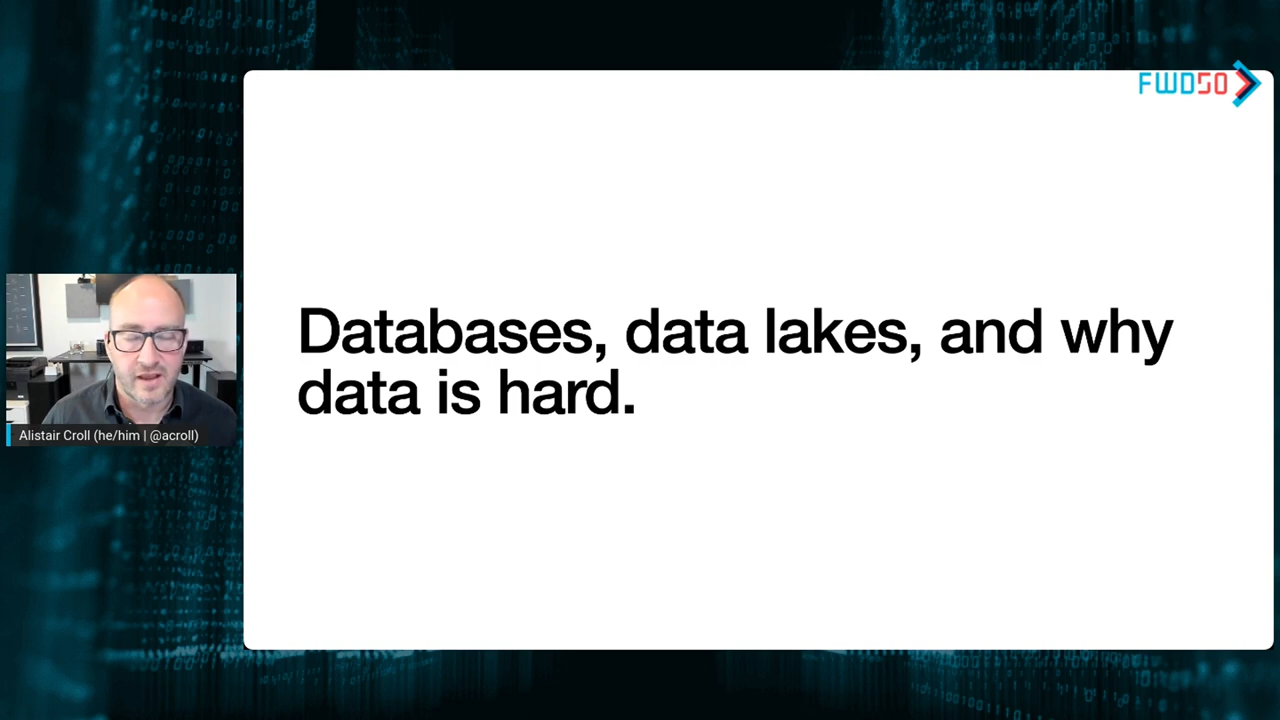 FWD50
Databases, data lakes, and why
data is hard.
Alistair Croll (he/him | @acroll)